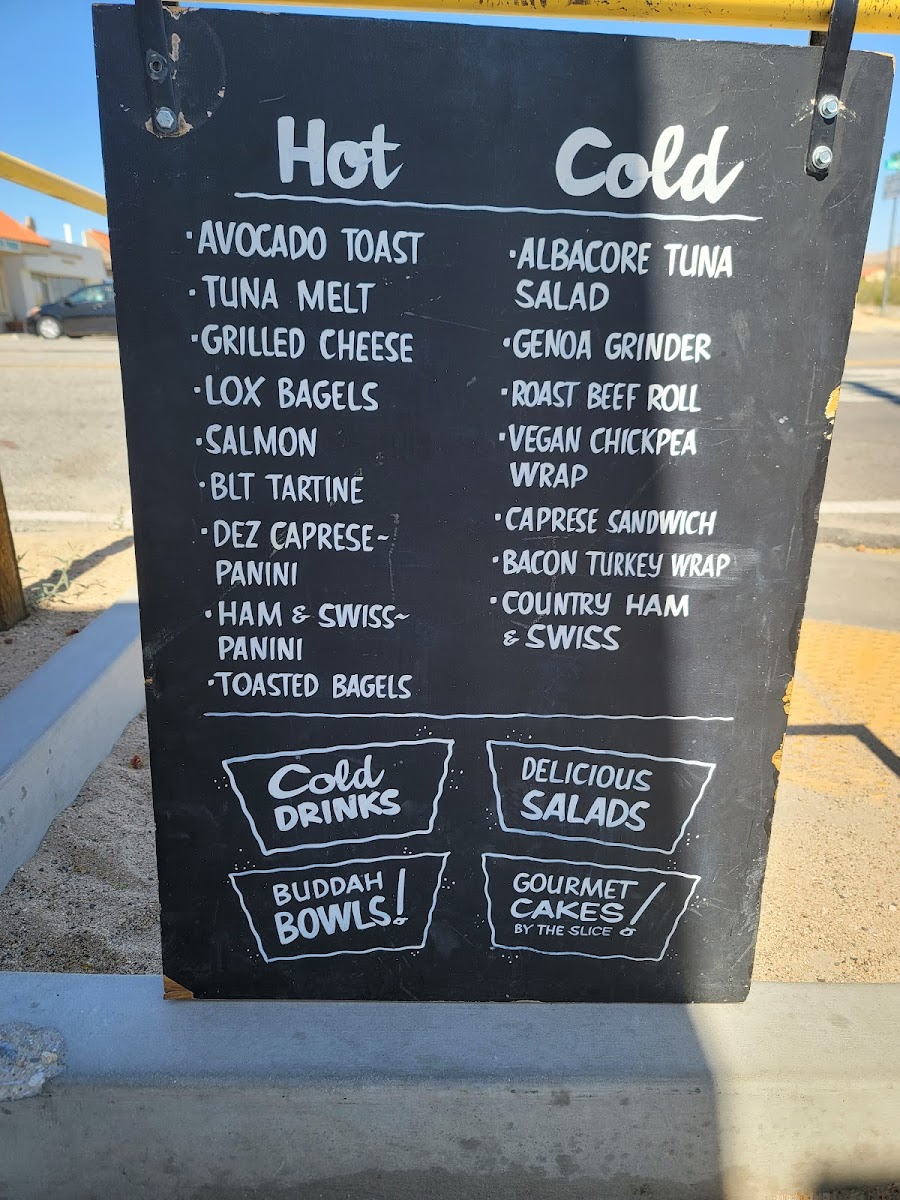 Hot
·AVOCADO TOAST
·TUNA MELT
·GRILLED CHEESE
·LOX BAGELS
·SALMON
·BLT TARTINE
·DEZ CAPRESE~
PANINI
·HAM & SWISS~
PANINI
·TOASTED BAGELS
Cold
·ALBACORE TUNA
SALAD
·GENOA GRINDER
·ROAST BEEF ROLL
·VEGAN CHICKPEA
WRAP
·CAPRESE SANDWICH
·BACON TURKEY WRAP
·COUNTRY HAM
& SWISS
Cold
DRINKS
DELICIOUS
SALADS
BUDDAH
BOWLS!
GOURMET
CAKES!
BY THE SLICE